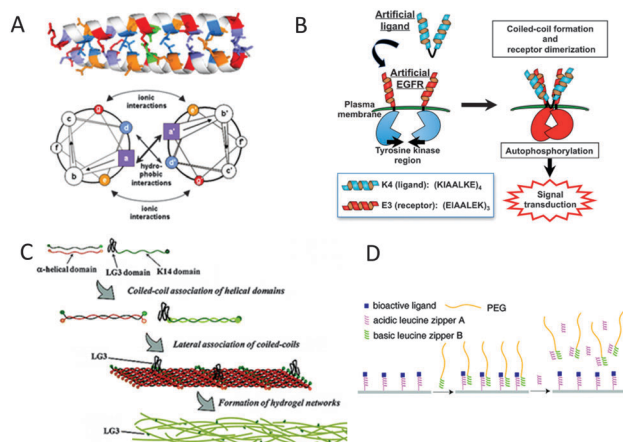 A
ionic
interactions
g
e'
c
d
a'
b'
f
f'
b
a
d'
c'
e
g'
hydro-
phobic
interactions
ionic
interactions
B
Artificial
ligand
Artificial
EGFR
Plasma
membrane
Tyrosine kinase
region
Coiled-coil formation
and
receptor dimerization
Autophosphorylation
Signal
transduction
K4 (ligand): (KIAALKE)4
E3 (receptor): (EIAALEK)3
C
α-helical domain
LG3 domain
K14 domain
Coiled-coil association of helical domains
Lateral association of coiled-coils
LG3
Formation of hydrogel networks
LG3
D
bioactive ligand
PEG
acidic leucine zipper A
basic leucine zipper B